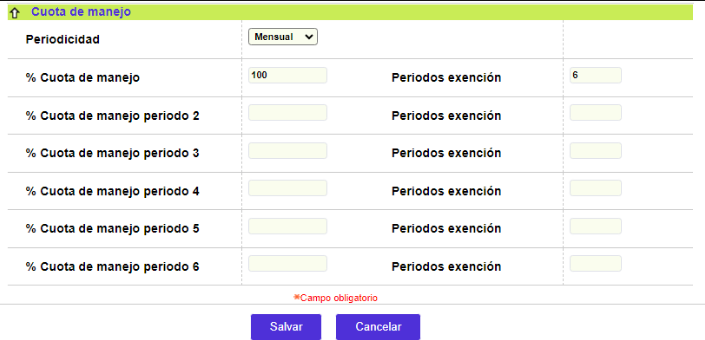 Cuota de manejo
Periodicidad Mensual
% Cuota de manejo 100 Periodos exención 6
% Cuota de manejo periodo 2 Periodos exención
% Cuota de manejo periodo 3 Periodos exención
% Cuota de manejo periodo 4 Periodos exención
% Cuota de manejo periodo 5 Periodos exención
% Cuota de manejo periodo 6 Periodos exención
*Campo obligatorio
Salvar Cancelar